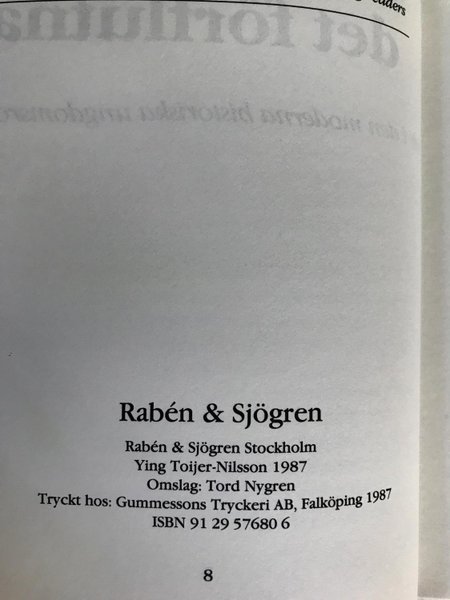 Rabén & Sjögren
Rabén & Sjögren Stockholm
Ying Toijer-Nilsson 1987
Omslag: Tord Nygren
Tryckt hos: Gummessons Tryckeri AB, Falköping 1987
ISBN 91 29 57680 6
8